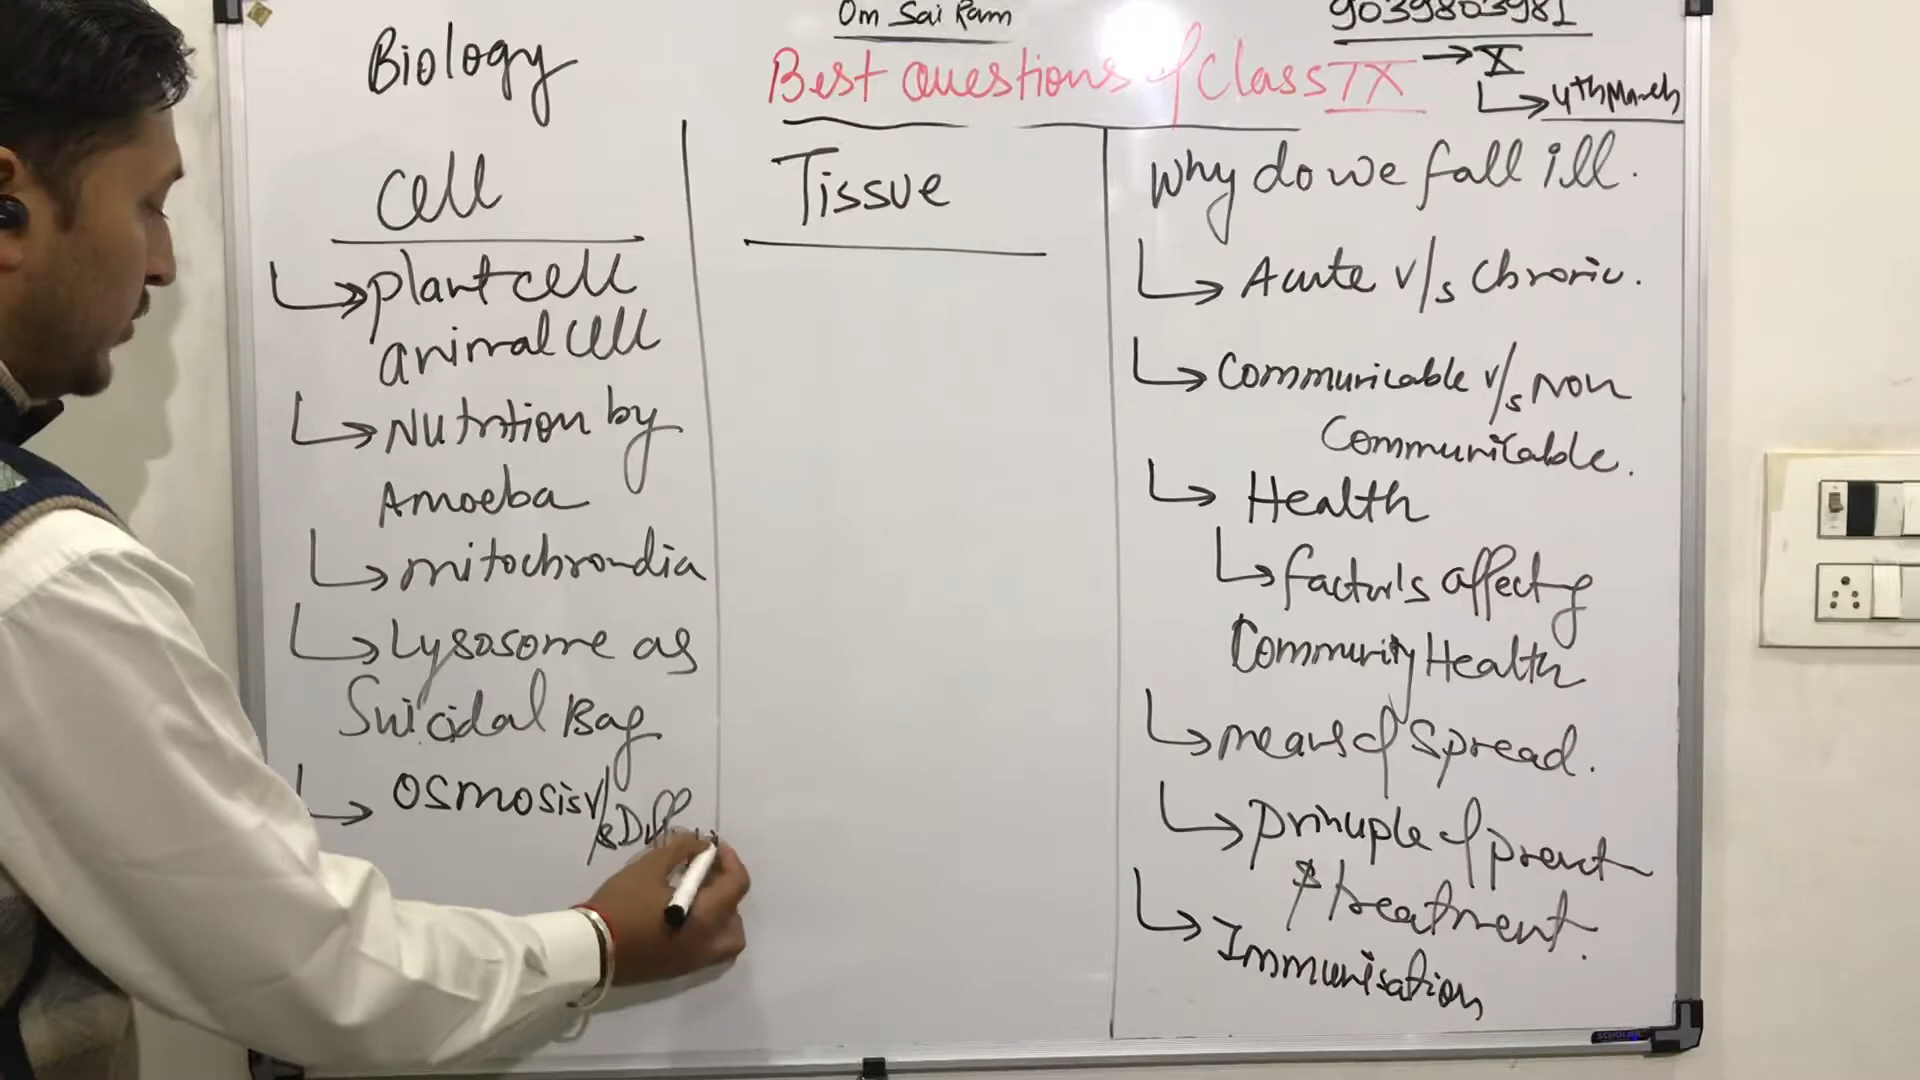 Om Sai Ram
9039803981
Biology
Best Questions of Class IX
→ X
→ 4th March
Cell
→ plant cell
animal cell
→ Nutrition by
Amoeba
→ mitochrondia
→ Lysosome as
Suicidal Bag
→ Osmosis v/s Diff
Tissue
Why do we fall ill.
→ Acute v/s Chronic.
→ Communicable v/s Non
Communicable.
→ Health
→ factors affectg
Community Health
→ means of spread.
→ principle of prevent
& treatment.
→ Immunisation